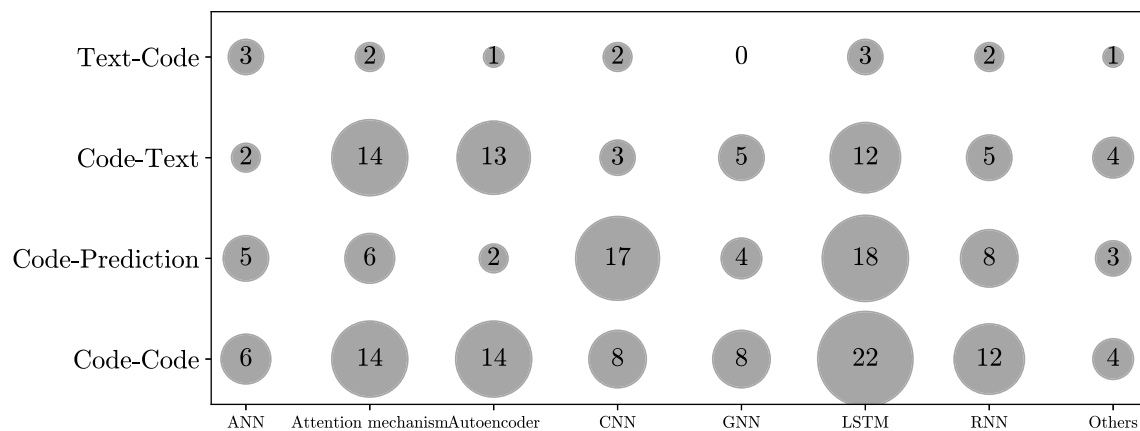 Text-Code 3 2 1 2 0 3 2 1
Code-Text 2 14 13 3 5 12 5 4
Code-Prediction 5 6 2 17 4 18 8 3
Code-Code 6 14 14 8 8 22 12 4
ANN Attention mechanism Autoencoder CNN GNN LSTM RNN Others